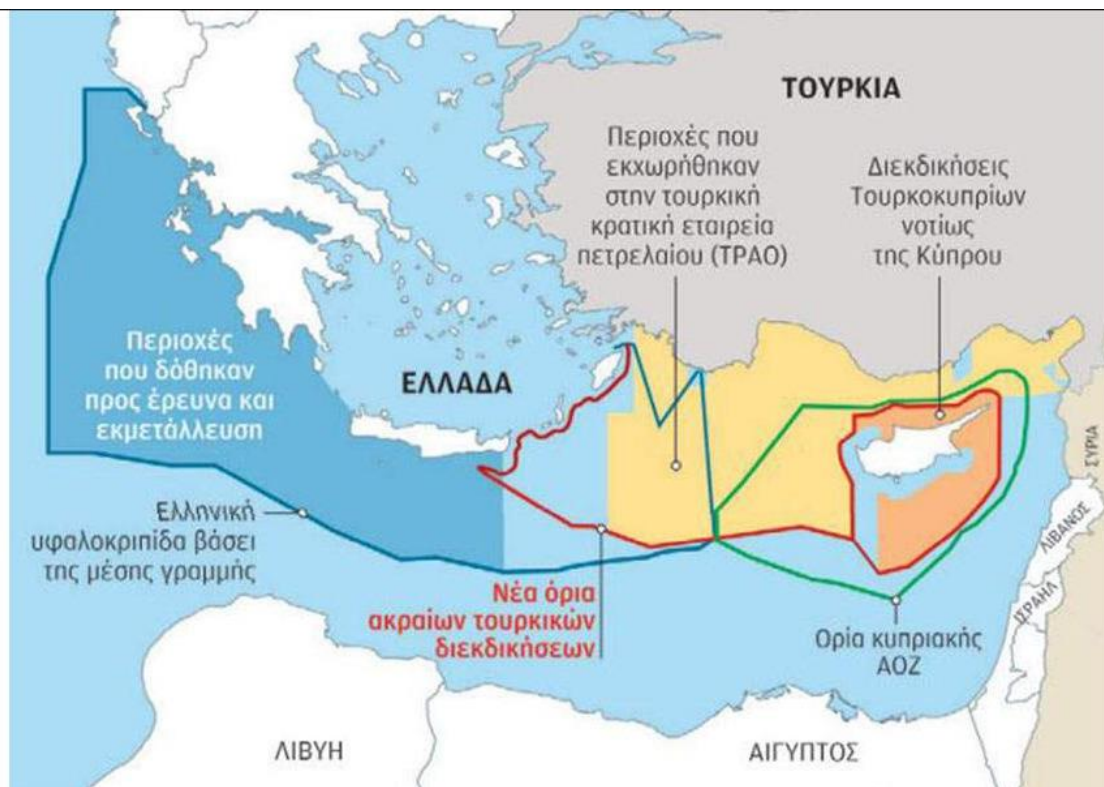 ΤΟΥΡΚΙΑ
Περιοχές που
εκχωρήθηκαν
στην τουρκική
κρατική εταιρεία
πετρελαίου (ΤΡΑΟ)
Διεκδικήσεις
Τουρκοκυπρίων
νοτίως
της Κύπρου
Περιοχές
που δόθηκαν
προς έρευνα και
εκμετάλλευση
ΕΛΛΑΔΑ
Ελληνική
υφαλοκριπίδα βάσει
της μέσης γραμμής
Νέα όρια
ακραίων τουρκικών
διεκδικήσεων
Ορία κυπριακής
ΑΟΖ
ΣΥΡΙΑ
ΛΙΒΑΝΟΣ
ΙΣΡΑΗΛ
ΛΙΒΥΗ
ΑΙΓΥΠΤΟΣ